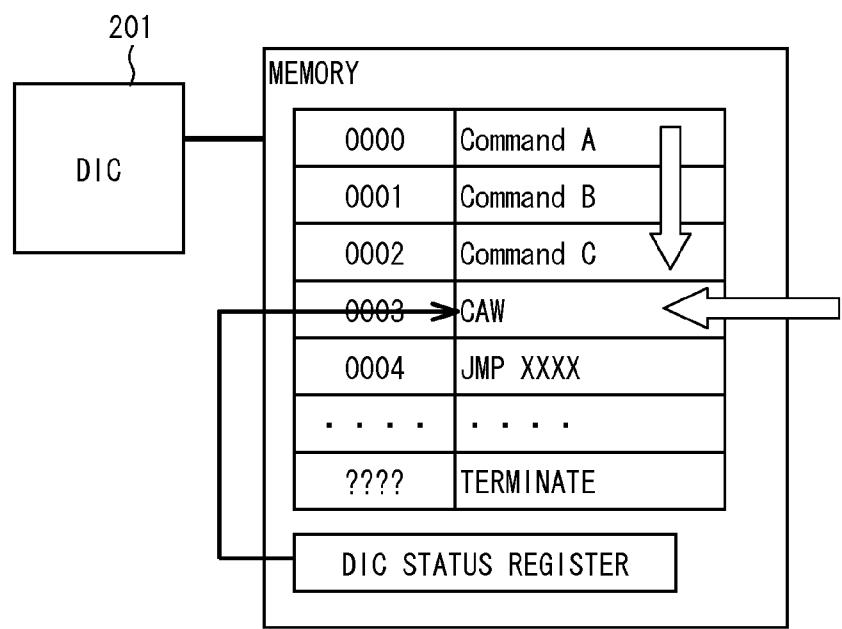 201
MEMORY
DIC
0000 Command A
0001 Command B
0002 Command C
0003 CAW
0004 JMP XXXX
.... ....
???? TERMINATE
DIC STATUS REGISTER